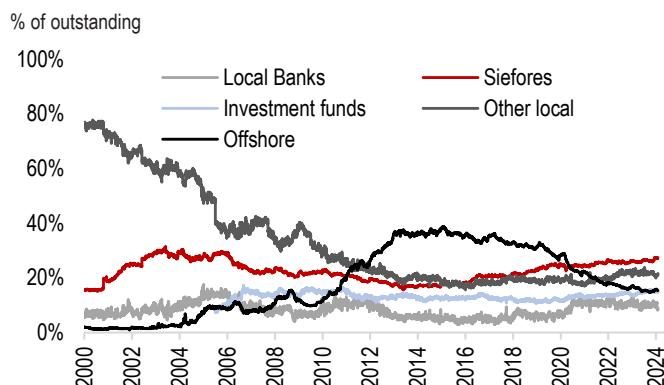 % of outstanding
100%
Local Banks Siefores
80%
Investment funds Other local
Offshore
60%
40%
20%
0%
2000 2002 2004 2006 2008 2010 2012 2014 2016 2018 2020 2022 2024